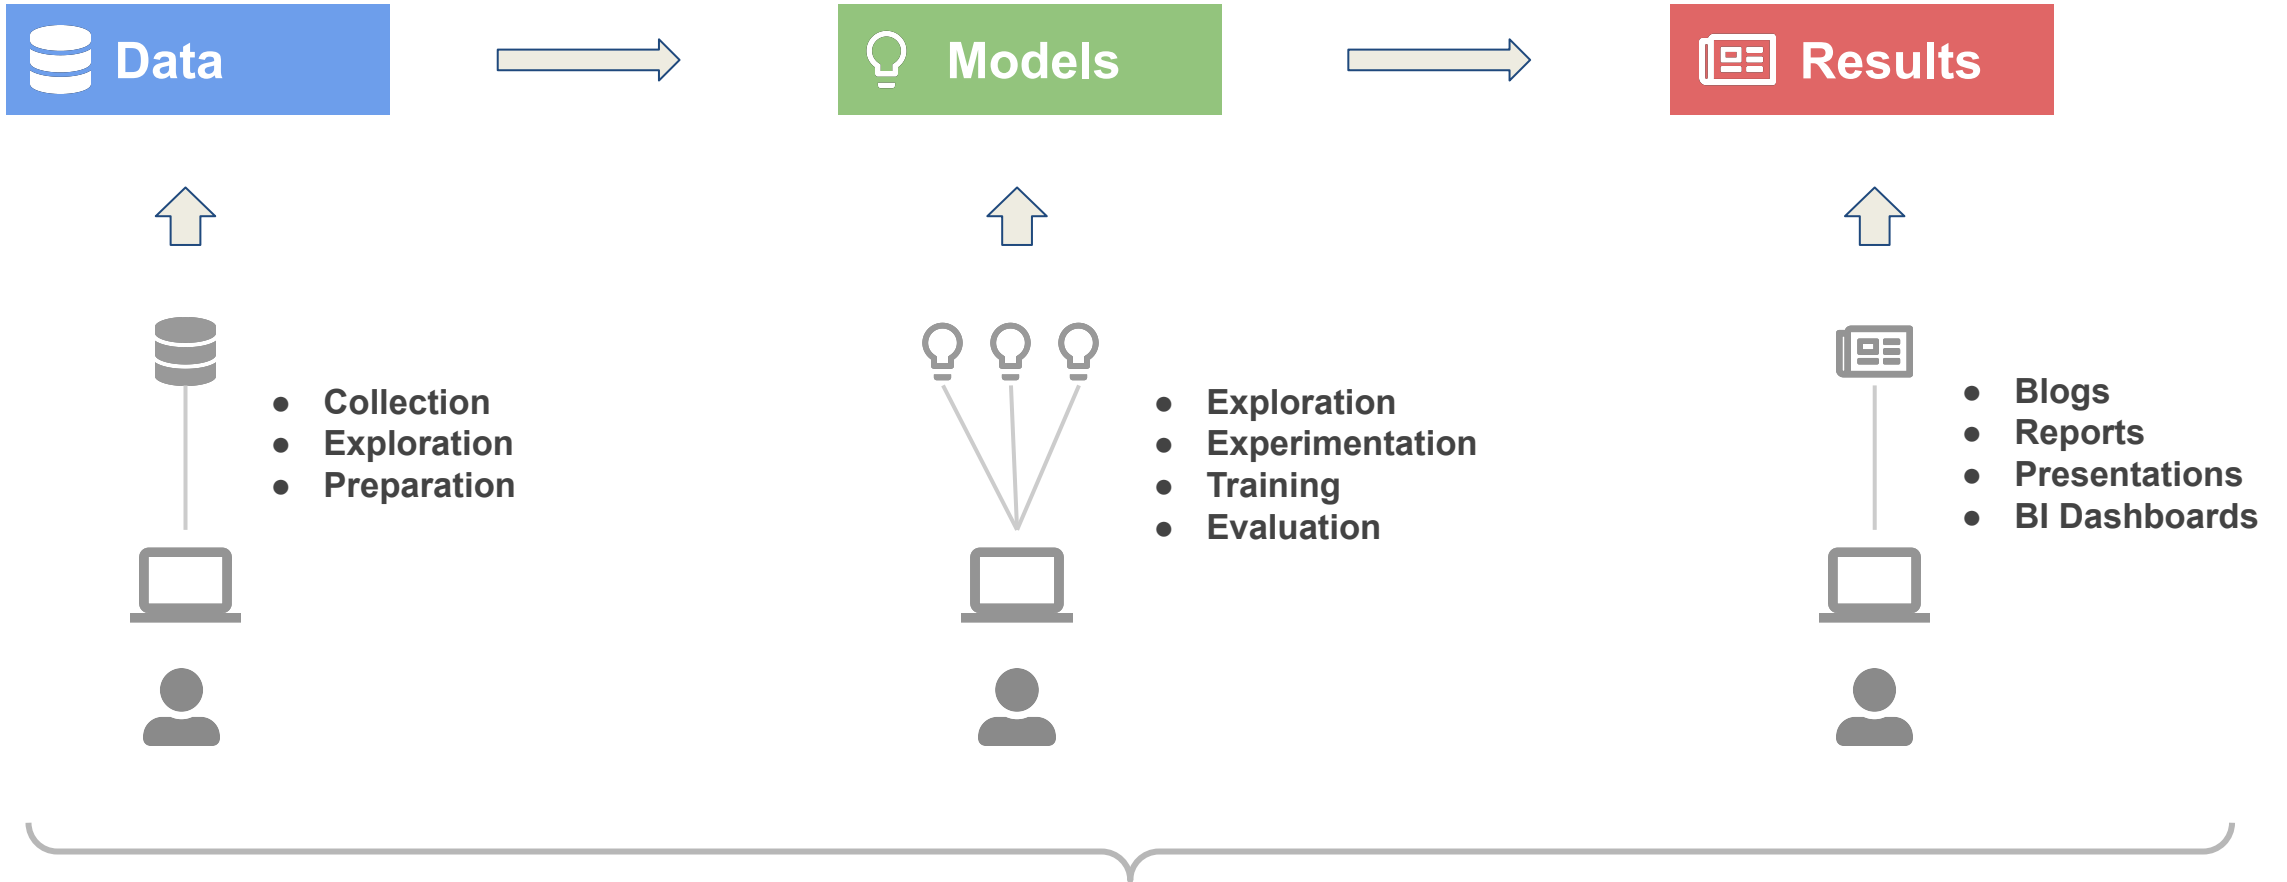 Data
Models
Results
● Collection
● Exploration
● Preparation
● Exploration
● Experimentation
● Training
● Evaluation
● Blogs
● Reports
● Presentations
● BI Dashboards